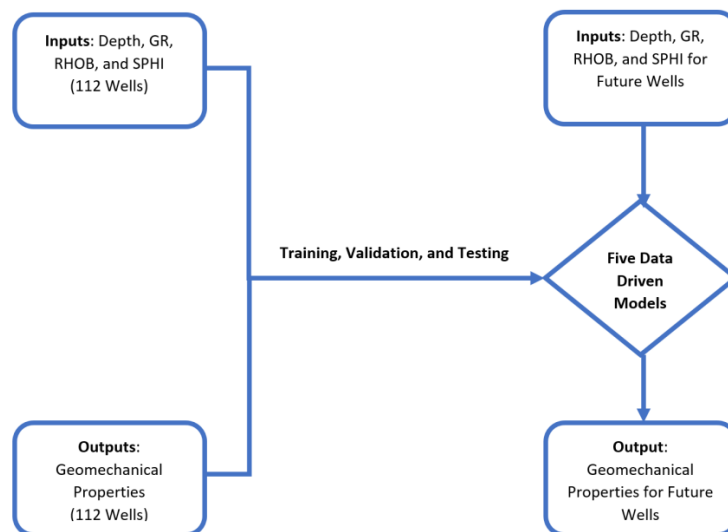 Inputs: Depth, GR,
RHOB, and SPHI
(112 Wells)
Inputs: Depth, GR,
RHOB, and SPHI for
Future Wells
Training, Validation, and Testing
Five Data
Driven
Models
Outputs:
Geomechanical
Properties
(112 Wells)
Output:
Geomechanical
Properties for Future
Wells